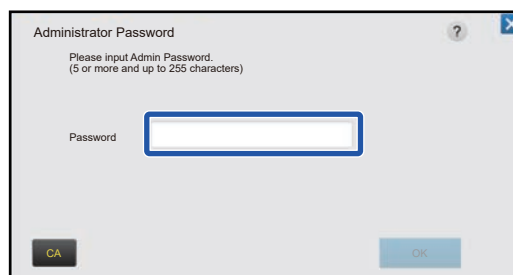 Administrator Password
?
Please input Admin Password.
(5 or more and up to 255 characters)
Password
CA
OK